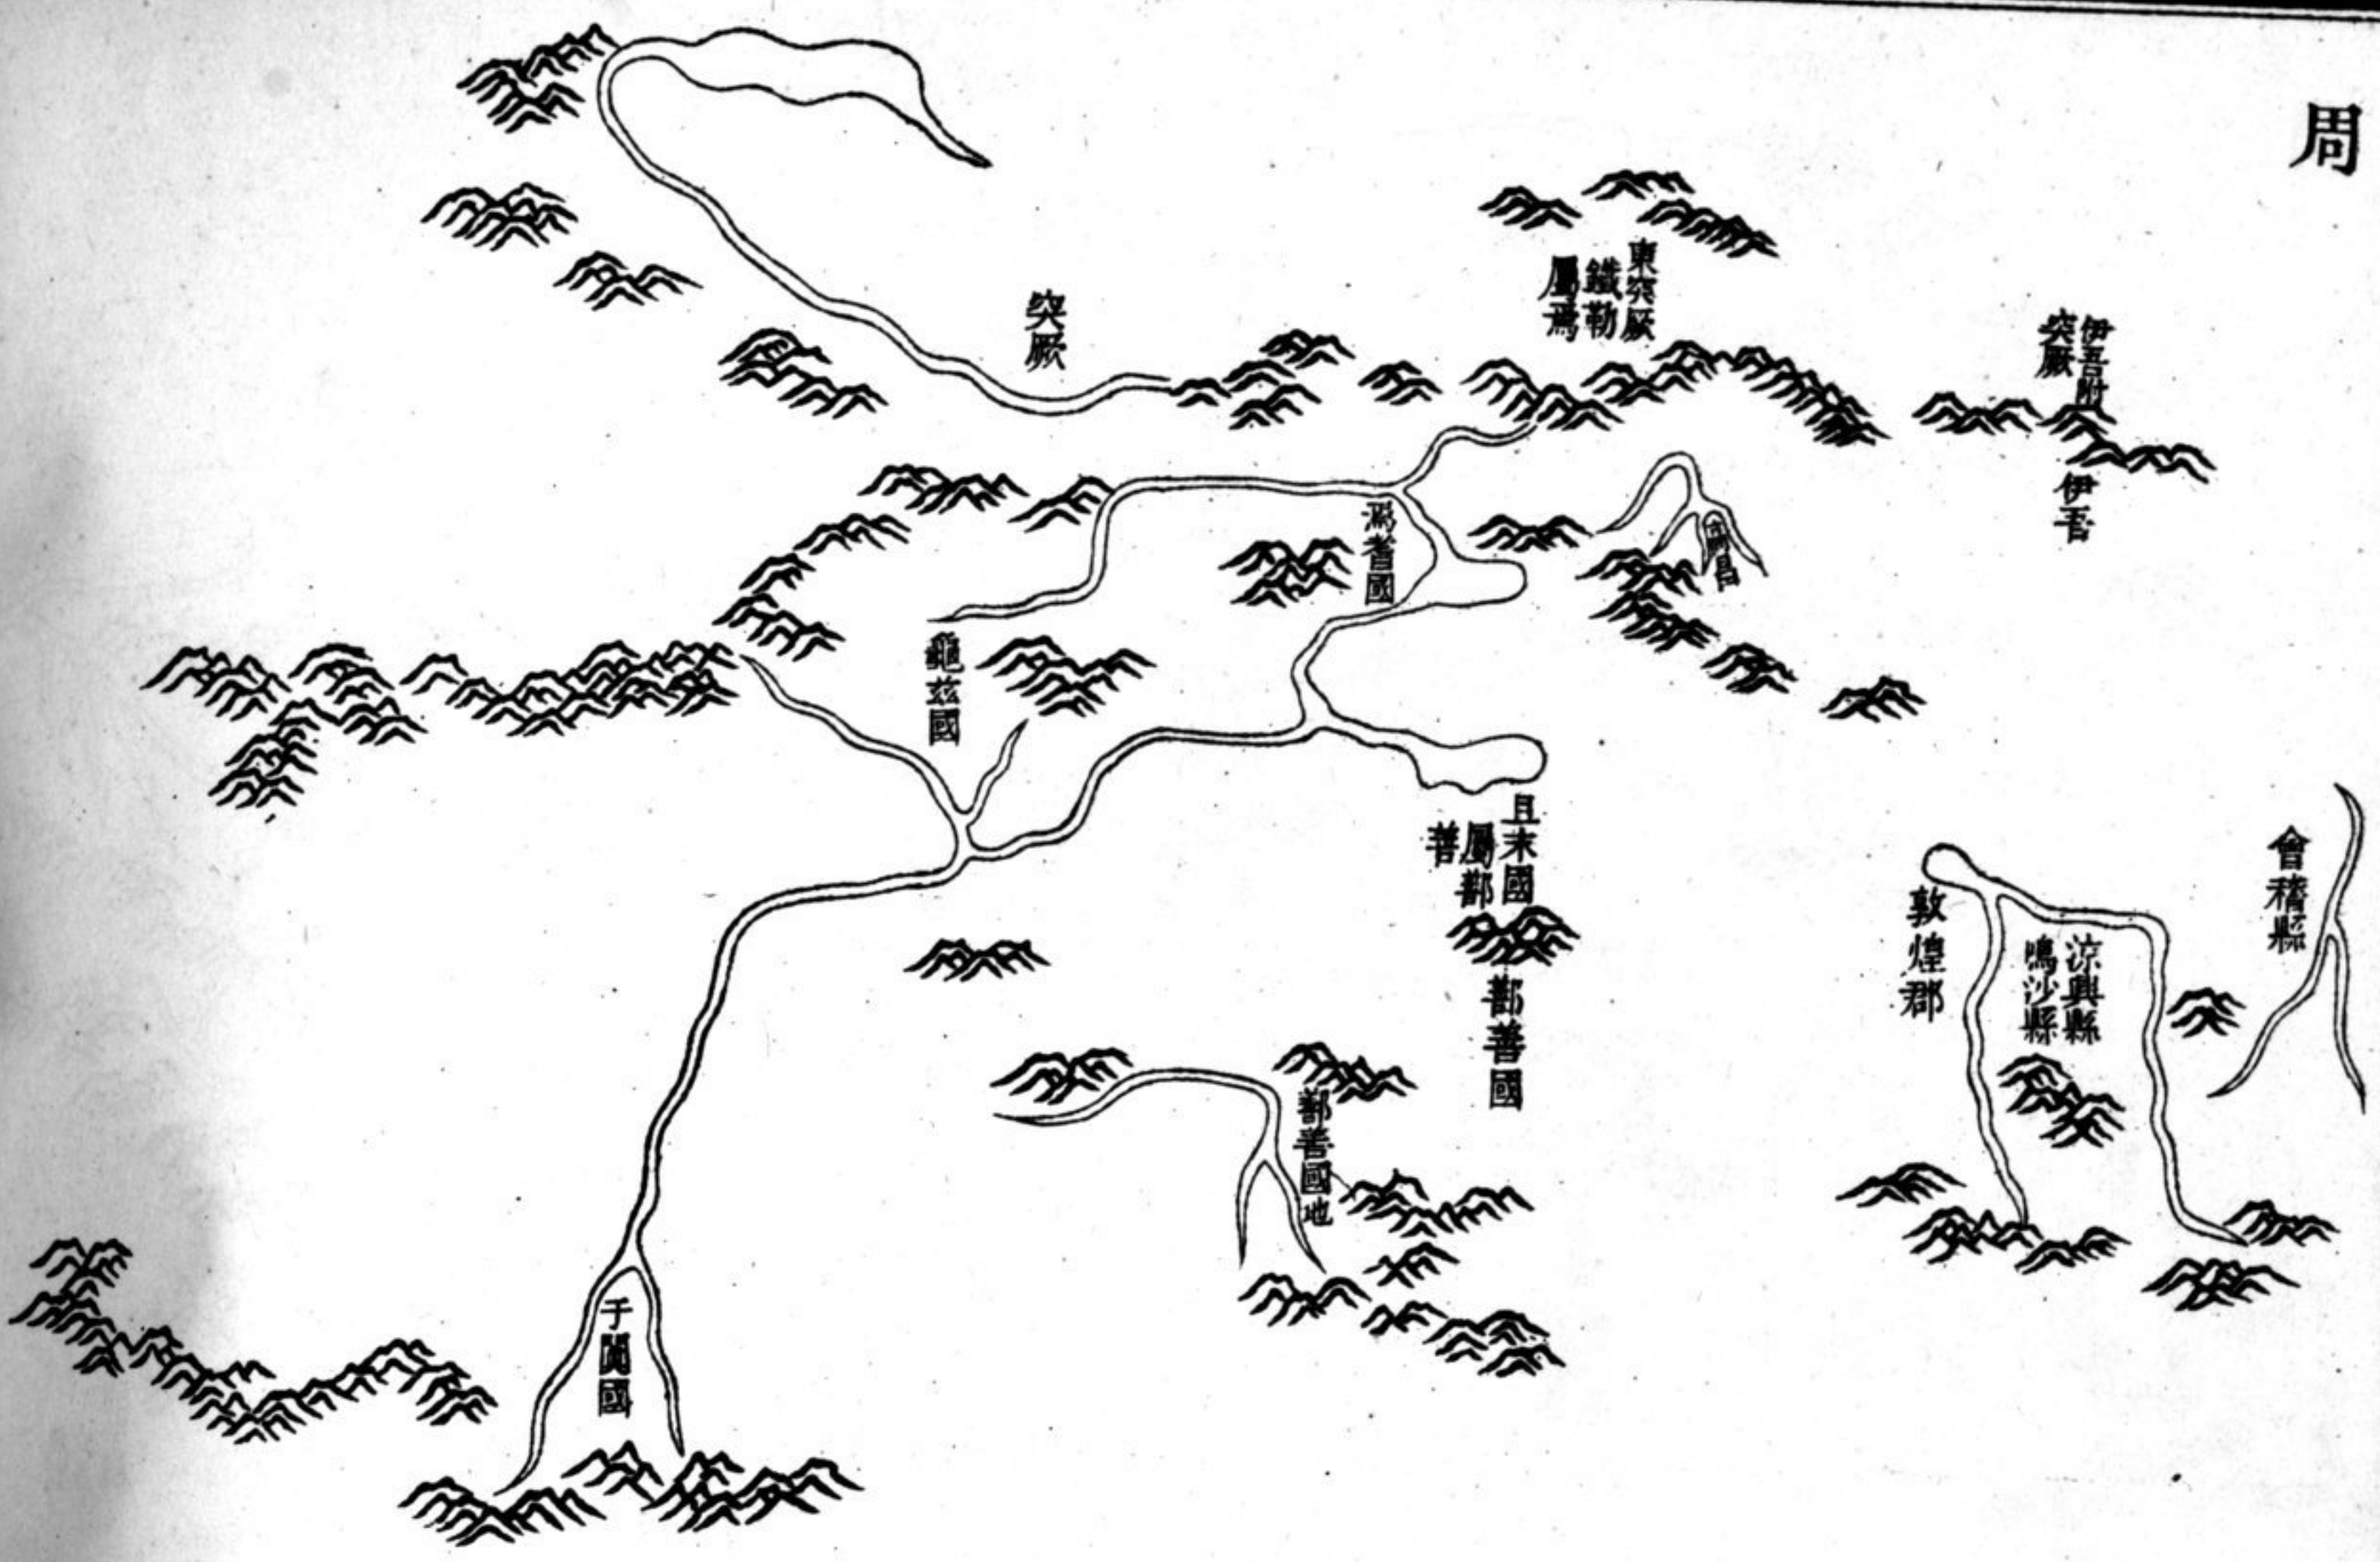 周
伊吾附
突厥
伊吾
東突厥
鐵勒
屬焉
突厥
高昌
焉耆國
龜兹國
會稽縣
涼興縣
鳴沙縣
敦煌郡
且末國
屬鄯
善
鄯善國
鄯善國地
于闐國